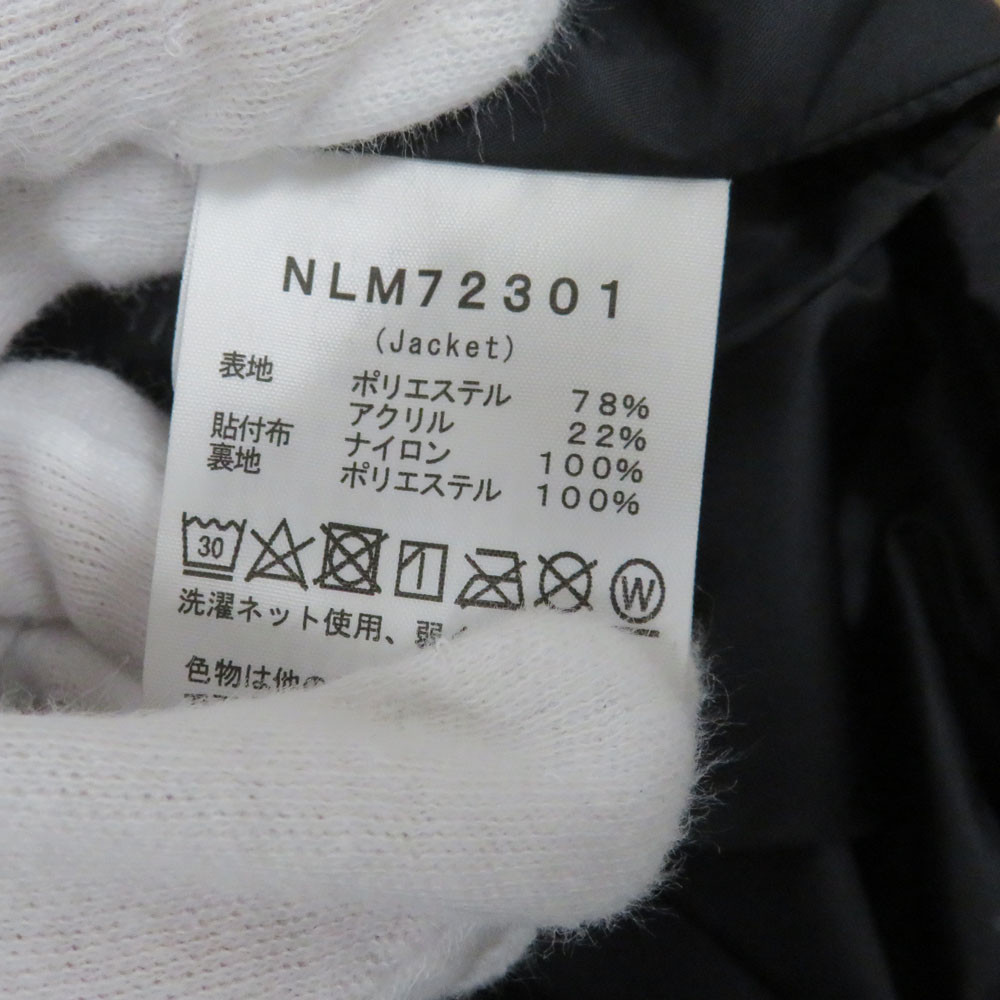 NLM72301
(Jacket)
表地 ポリエステル 78%
アクリル 22%
貼付布 ナイロン 100%
裏地 ポリエステル 100%
30 W
洗濯ネット使用、弱
色物は他の